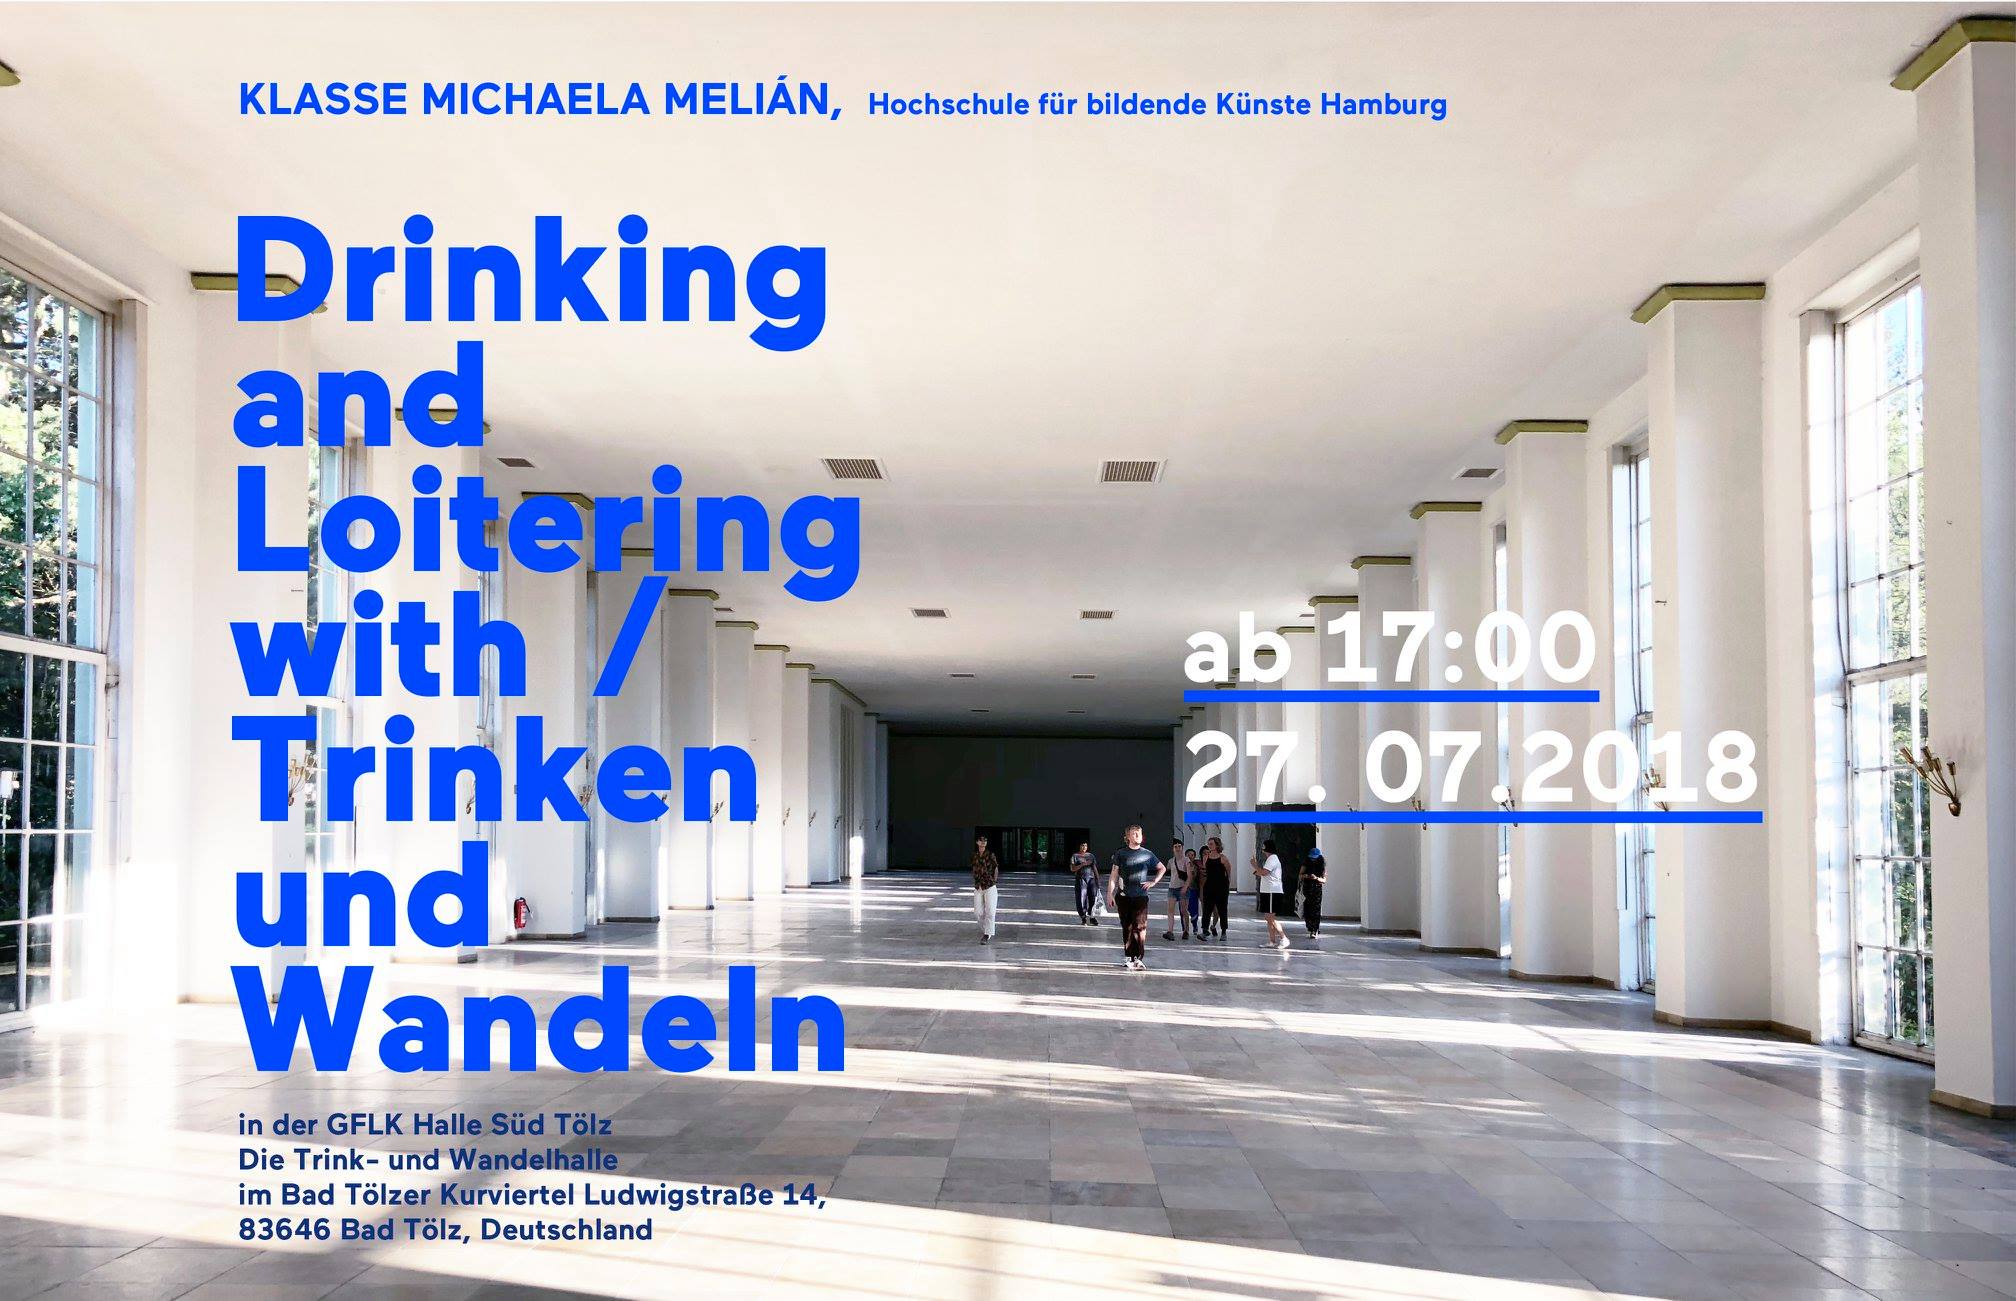 KLASSE MICHAELA MELIÁN, Hochschule für bildende Künste Hamburg
Drinking
and
Loitering
with /
Trinken
und
Wandeln
ab 17:00
27. 07.2018
in der GFLK Halle Süd Tölz
Die Trink- und Wandelhalle
im Bad Tölzer Kurviertel Ludwigstraße 14,
83646 Bad Tölz, Deutschland